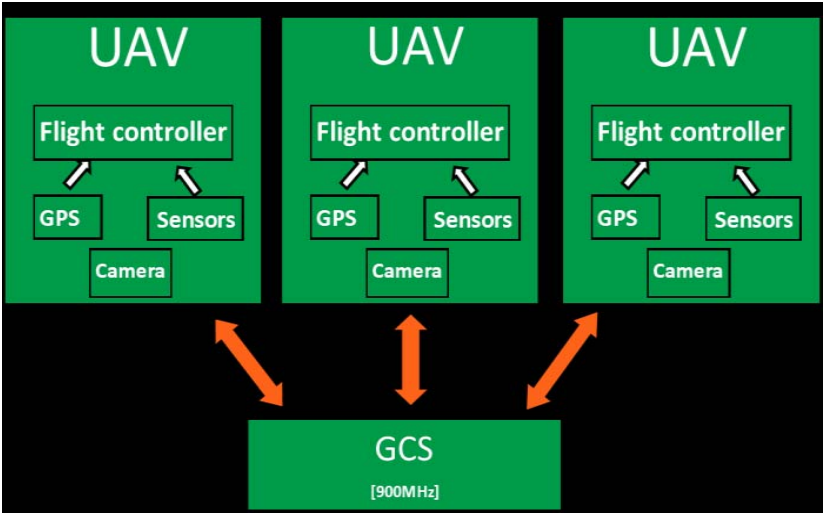 UAV
Flight controller
GPS
Sensors
Camera
UAV
Flight controller
GPS
Sensors
Camera
UAV
Flight controller
GPS
Sensors
Camera
GCS
[900MHz]